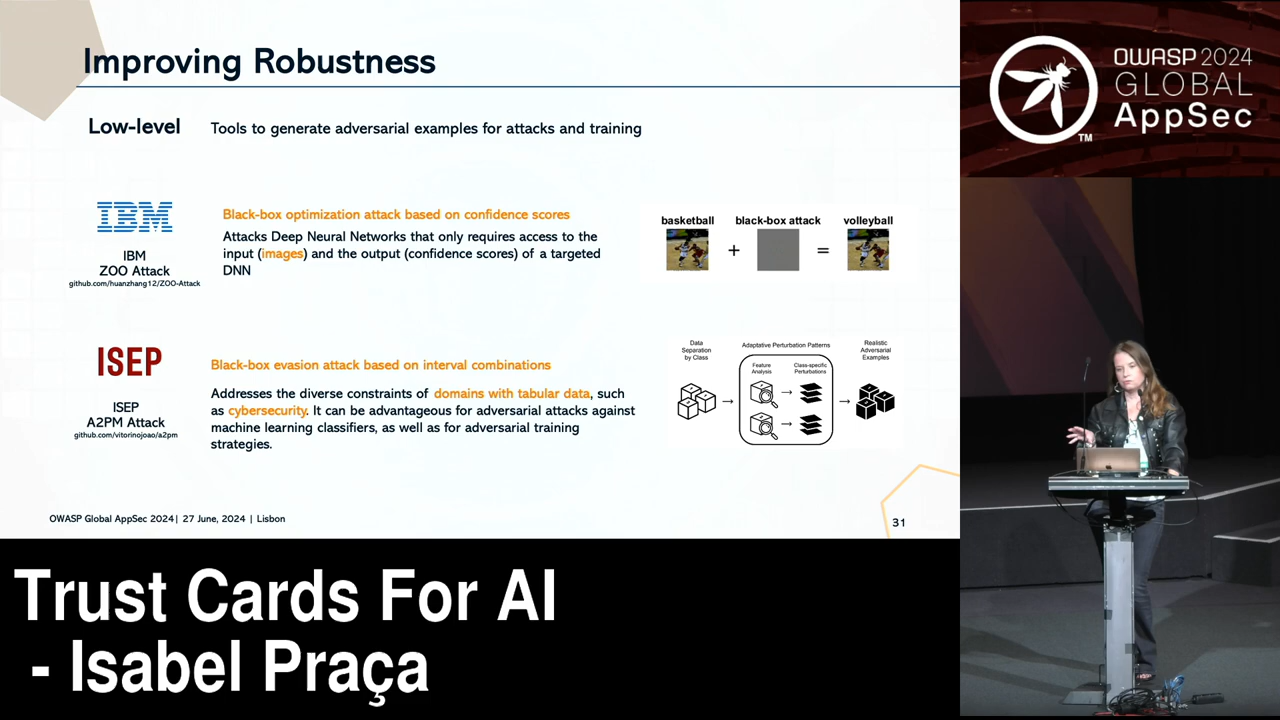 Improving Robustness
Low-level
Tools to generate adversarial examples for attacks and training
IBM
IBM
ZOO Attack
github.com/huanzhang12/ZOO-Attack
Black-box optimization attack based on confidence scores
Attacks Deep Neural Networks that only requires access to the
input (images) and the output (confidence scores) of a targeted
DNN
basketball
black-box attack
volleyball
+
=
ISEP
ISEP
A2PM Attack
github.com/vitorinojoao/a2pm
Black-box evasion attack based on interval combinations
Addresses the diverse constraints of domains with tabular data, such
as cybersecurity. It can be advantageous for adversarial attacks against
machine learning classifiers, as well as for adversarial training
strategies.
Data
Separation
by Class
Adaptative Perturbation Patterns
Feature
Analysis
Class-specific
Perturbations
Realistic
Adversarial
Examples
OWASP Global AppSec 2024| 27 June, 2024 | Lisbon
31
OWASP 2024
GLOBAL
AppSec
TM
Trust Cards For AI
- Isabel Praça